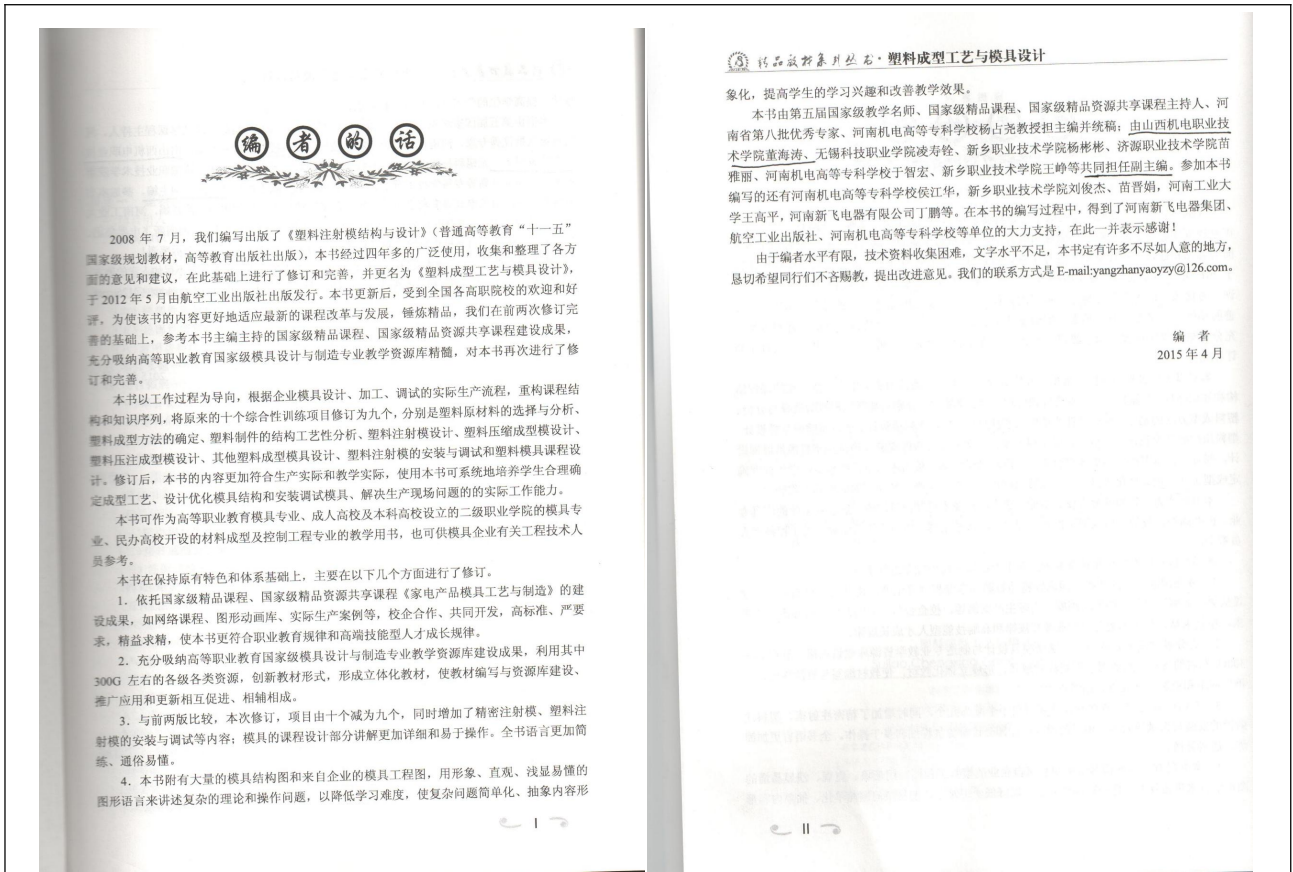 编者的话
2008 年 7 月，我们编写出版了《塑料注射模结构与设计》（普通高等教育“十一五”
国家级规划教材，高等教育出版社出版），本书经过四年多的广泛使用，收集和整理了各方
面的意见和建议，在此基础上进行了修订和完善，并更名为《塑料成型工艺与模具设计》，
于 2012 年 5 月由航空工业出版社出版发行。本书更新后，受到全国各高职院校的欢迎和好
评。为使该书的内容更好地适应最新的课程改革与发展，锤炼精品，我们在前两次修订完
善的基础上，参考本书主编主持的国家级精品课程、国家级精品资源共享课程建设成果，
充分吸纳高等职业教育国家级模具设计与制造专业教学资源库精髓，对本书再次进行了修
订和完善。
本书以工作过程为导向，根据企业模具设计、加工、调试的实际生产流程，重构课程结
构和知识序列，将原来的十个综合性训练项目修订为九个，分别是塑料原材料的选择与分析、
塑料成型方法的确定、塑料制件的结构工艺性分析、塑料注射模设计、塑料压缩成型模设计、
塑料压注成型模设计、其他塑料成型模具设计、塑料注射模的安装与调试和塑料模具课程设
计。修订后，本书的内容更加符合生产实际和教学实际，使用本书可系统地培养学生合理确
定成型工艺、设计优化模具结构和安装调试模具、解决生产现场问题的的实际工作能力。
本书可作为高等职业教育模具专业、成人高校及本科高校设立的二级职业学院的模具专
业、民办高校开设的材料成型及控制工程专业的教学用书，也可供模具企业有关工程技术人
员参考。
本书在保持原有特色和体系基础上，主要在以下几个方面进行了修订。
1．依托国家级精品课程、国家级精品资源共享课程《家电产品模具工艺与制造》的建
设成果，如网络课程、图形动画库、实际生产案例等，校企合作、共同开发，高标准、严要
求，精益求精，使本书更符合职业教育规律和高端技能型人才成长规律。
2．充分吸纳高等职业教育国家级模具设计与制造专业教学资源库建设成果，利用其中
300G 左右的各级各类资源，创新教材形式，形成立体化教材，使教材编写与资源库建设、
推广应用和更新相互促进、相辅相成。
3．与前两版比较，本次修订，项目由十个减为九个，同时增加了精密注射模、塑料注
射模的安装与调试等内容；模具的课程设计部分讲解更加详细和易于操作。全书语言更加简
练、通俗易懂。
4．本书附有大量的模具结构图和来自企业的模具工程图，用形象、直观、浅显易懂的
图形语言来讲述复杂的理论和操作问题，以降低学习难度，使复杂问题简单化、抽象内容形
I
精品教材系列丛书·塑料成型工艺与模具设计
象化，提高学生的学习兴趣和改善教学效果。
本书由第五届国家级教学名师、国家级精品课程、国家级精品资源共享课程主持人、河
南省第八批优秀专家、河南机电高等专科学校杨占尧教授担主编并统稿；由山西机电职业技
术学院董海涛、无锡科技职业学院凌寿铨、新乡职业技术学院杨彬彬、济源职业技术学院苗
雅丽、河南机电高等专科学校于智宏、新乡职业技术学院王峥等共同担任副主编。参加本书
编写的还有河南机电高等专科学校侯江华，新乡职业技术学院刘俊杰、苗晋娟，河南工业大
学王高平，河南新飞电器有限公司丁鹏等。在本书的编写过程中，得到了河南新飞电器集团、
航空工业出版社、河南机电高等专科学校等单位的大力支持，在此一并表示感谢！
由于编者水平有限，技术资料收集困难，文字水平不足，本书定有许多不尽如人意的地方，
恳切希望同行们不吝赐教，提出改进意见。我们的联系方式是 E-mail:yangzhanyaoyzy@126.com。
编 者
2015 年 4 月
II